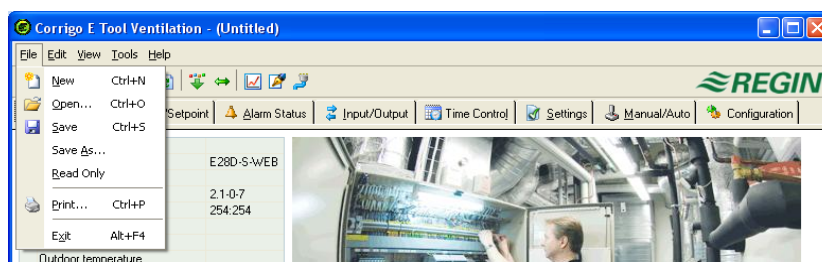 Corrigo E Tool Ventilation - (Untitled)
File Edit View Tools Help
New Ctrl+N
Open... Ctrl+O
Save Ctrl+S
Save As...
Read Only
Print... Ctrl+P
Exit Alt+F4
REGIN
/Setpoint Alarm Status Input/Output Time Control Settings Manual/Auto Configuration
E28D-S-WEB
2.1-0-7
254:254
Outdoor temperature